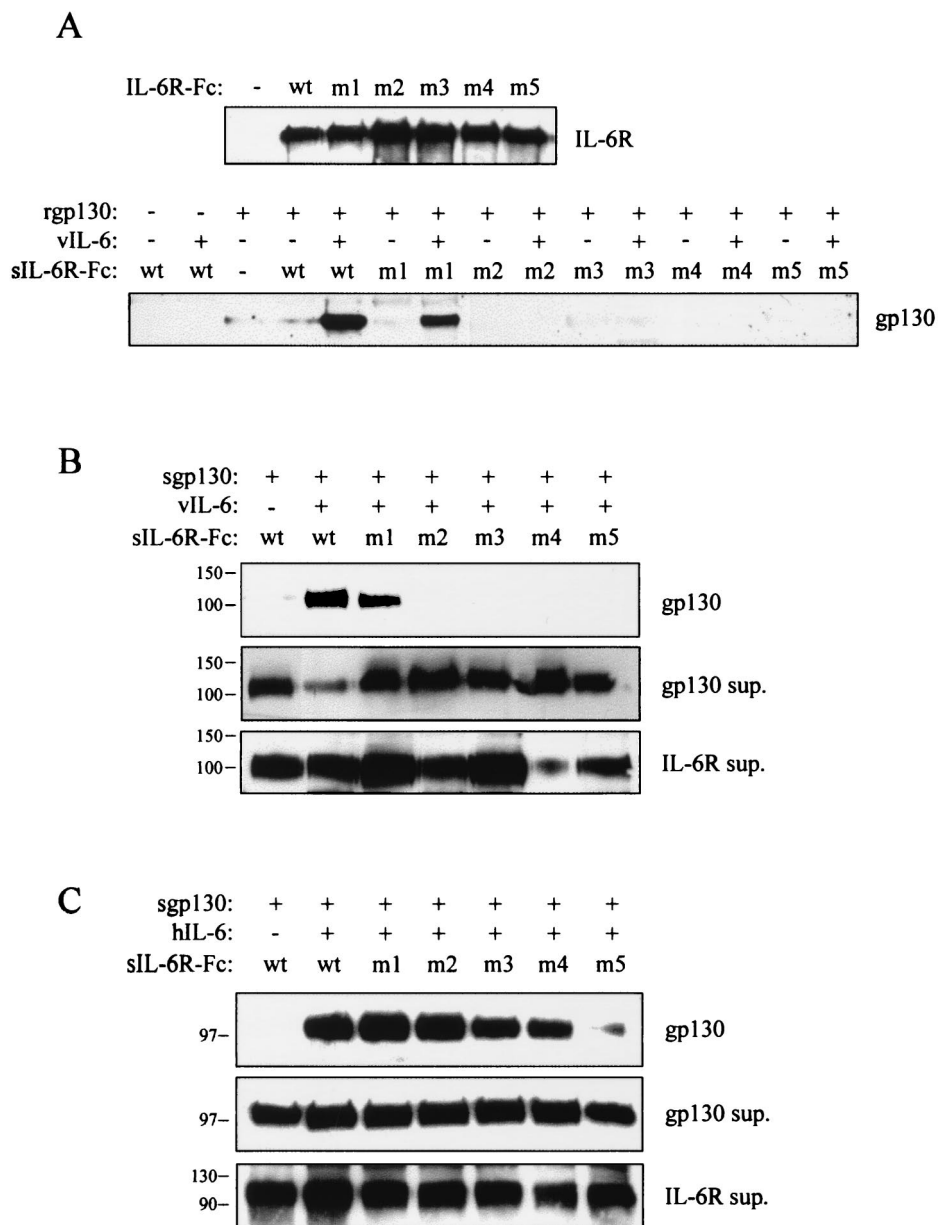 A
IL-6R-Fc: - wt m1 m2 m3 m4 m5
IL-6R
rgp130: - - + + + + + + + + + + + + +
vIL-6: - + - - + - + - + - + - + - +
sIL-6R-Fc: wt wt - wt wt m1 m1 m2 m2 m3 m3 m4 m4 m5 m5
gp130
B
sgp130: + + + + + + +
vIL-6: - + + + + + +
sIL-6R-Fc: wt wt m1 m2 m3 m4 m5
150–
100–
gp130
150–
100–
gp130 sup.
150–
100–
IL-6R sup.
C
sgp130: + + + + + + +
hIL-6: - + + + + + +
sIL-6R-Fc: wt wt m1 m2 m3 m4 m5
97–
gp130
97–
gp130 sup.
130–
90–
IL-6R sup.